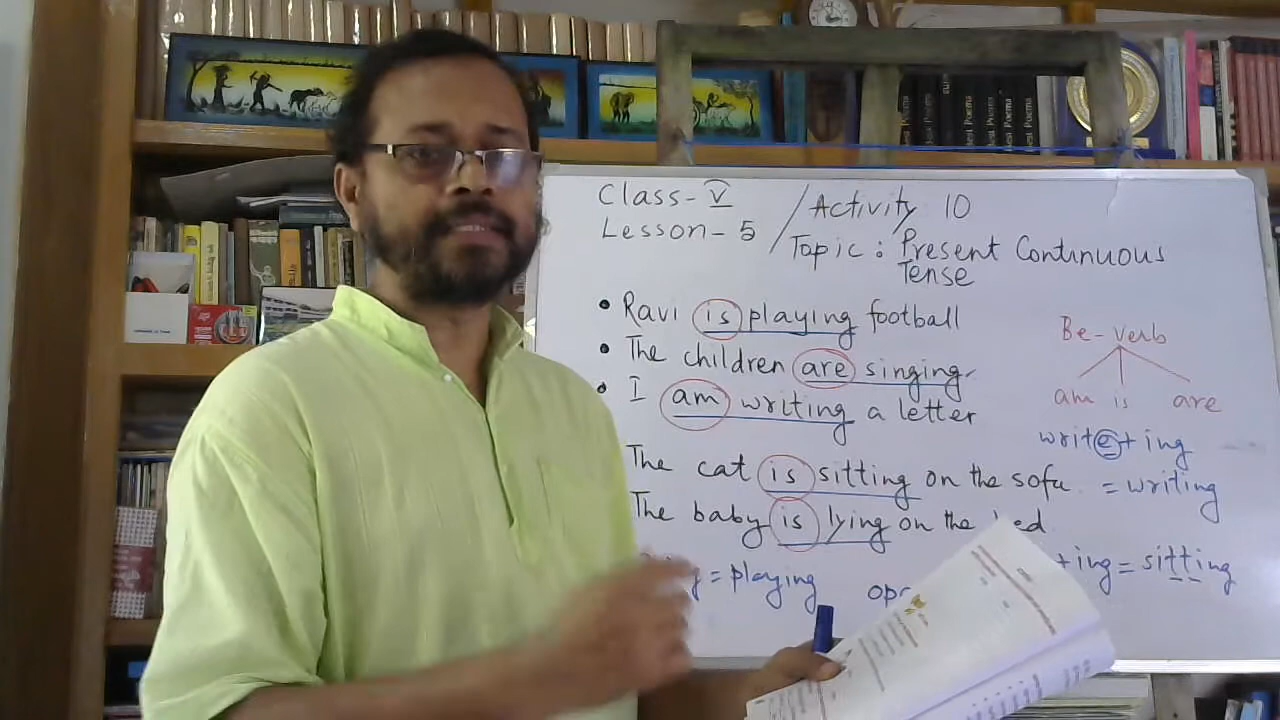 Class - V / Activity 10
Lesson - 5 / Topic : Present Continuous
Tense
• Ravi is playing football
• The children are singing.
• I am writing a letter
The cat is sitting on the sofa.
The baby is lying on the bed
Be-verb
am is are
write + ing
= writing
= playing
+ ing = sitting